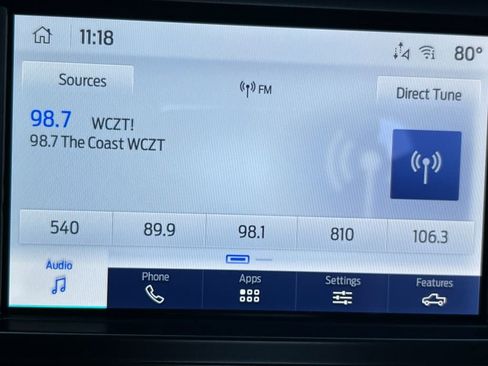 11:18
80°
Sources
FM
Direct Tune
98.7 WCZT!
98.7 The Coast WCZT
540 89.9 98.1 810 106.3
Audio Phone Apps Settings Features